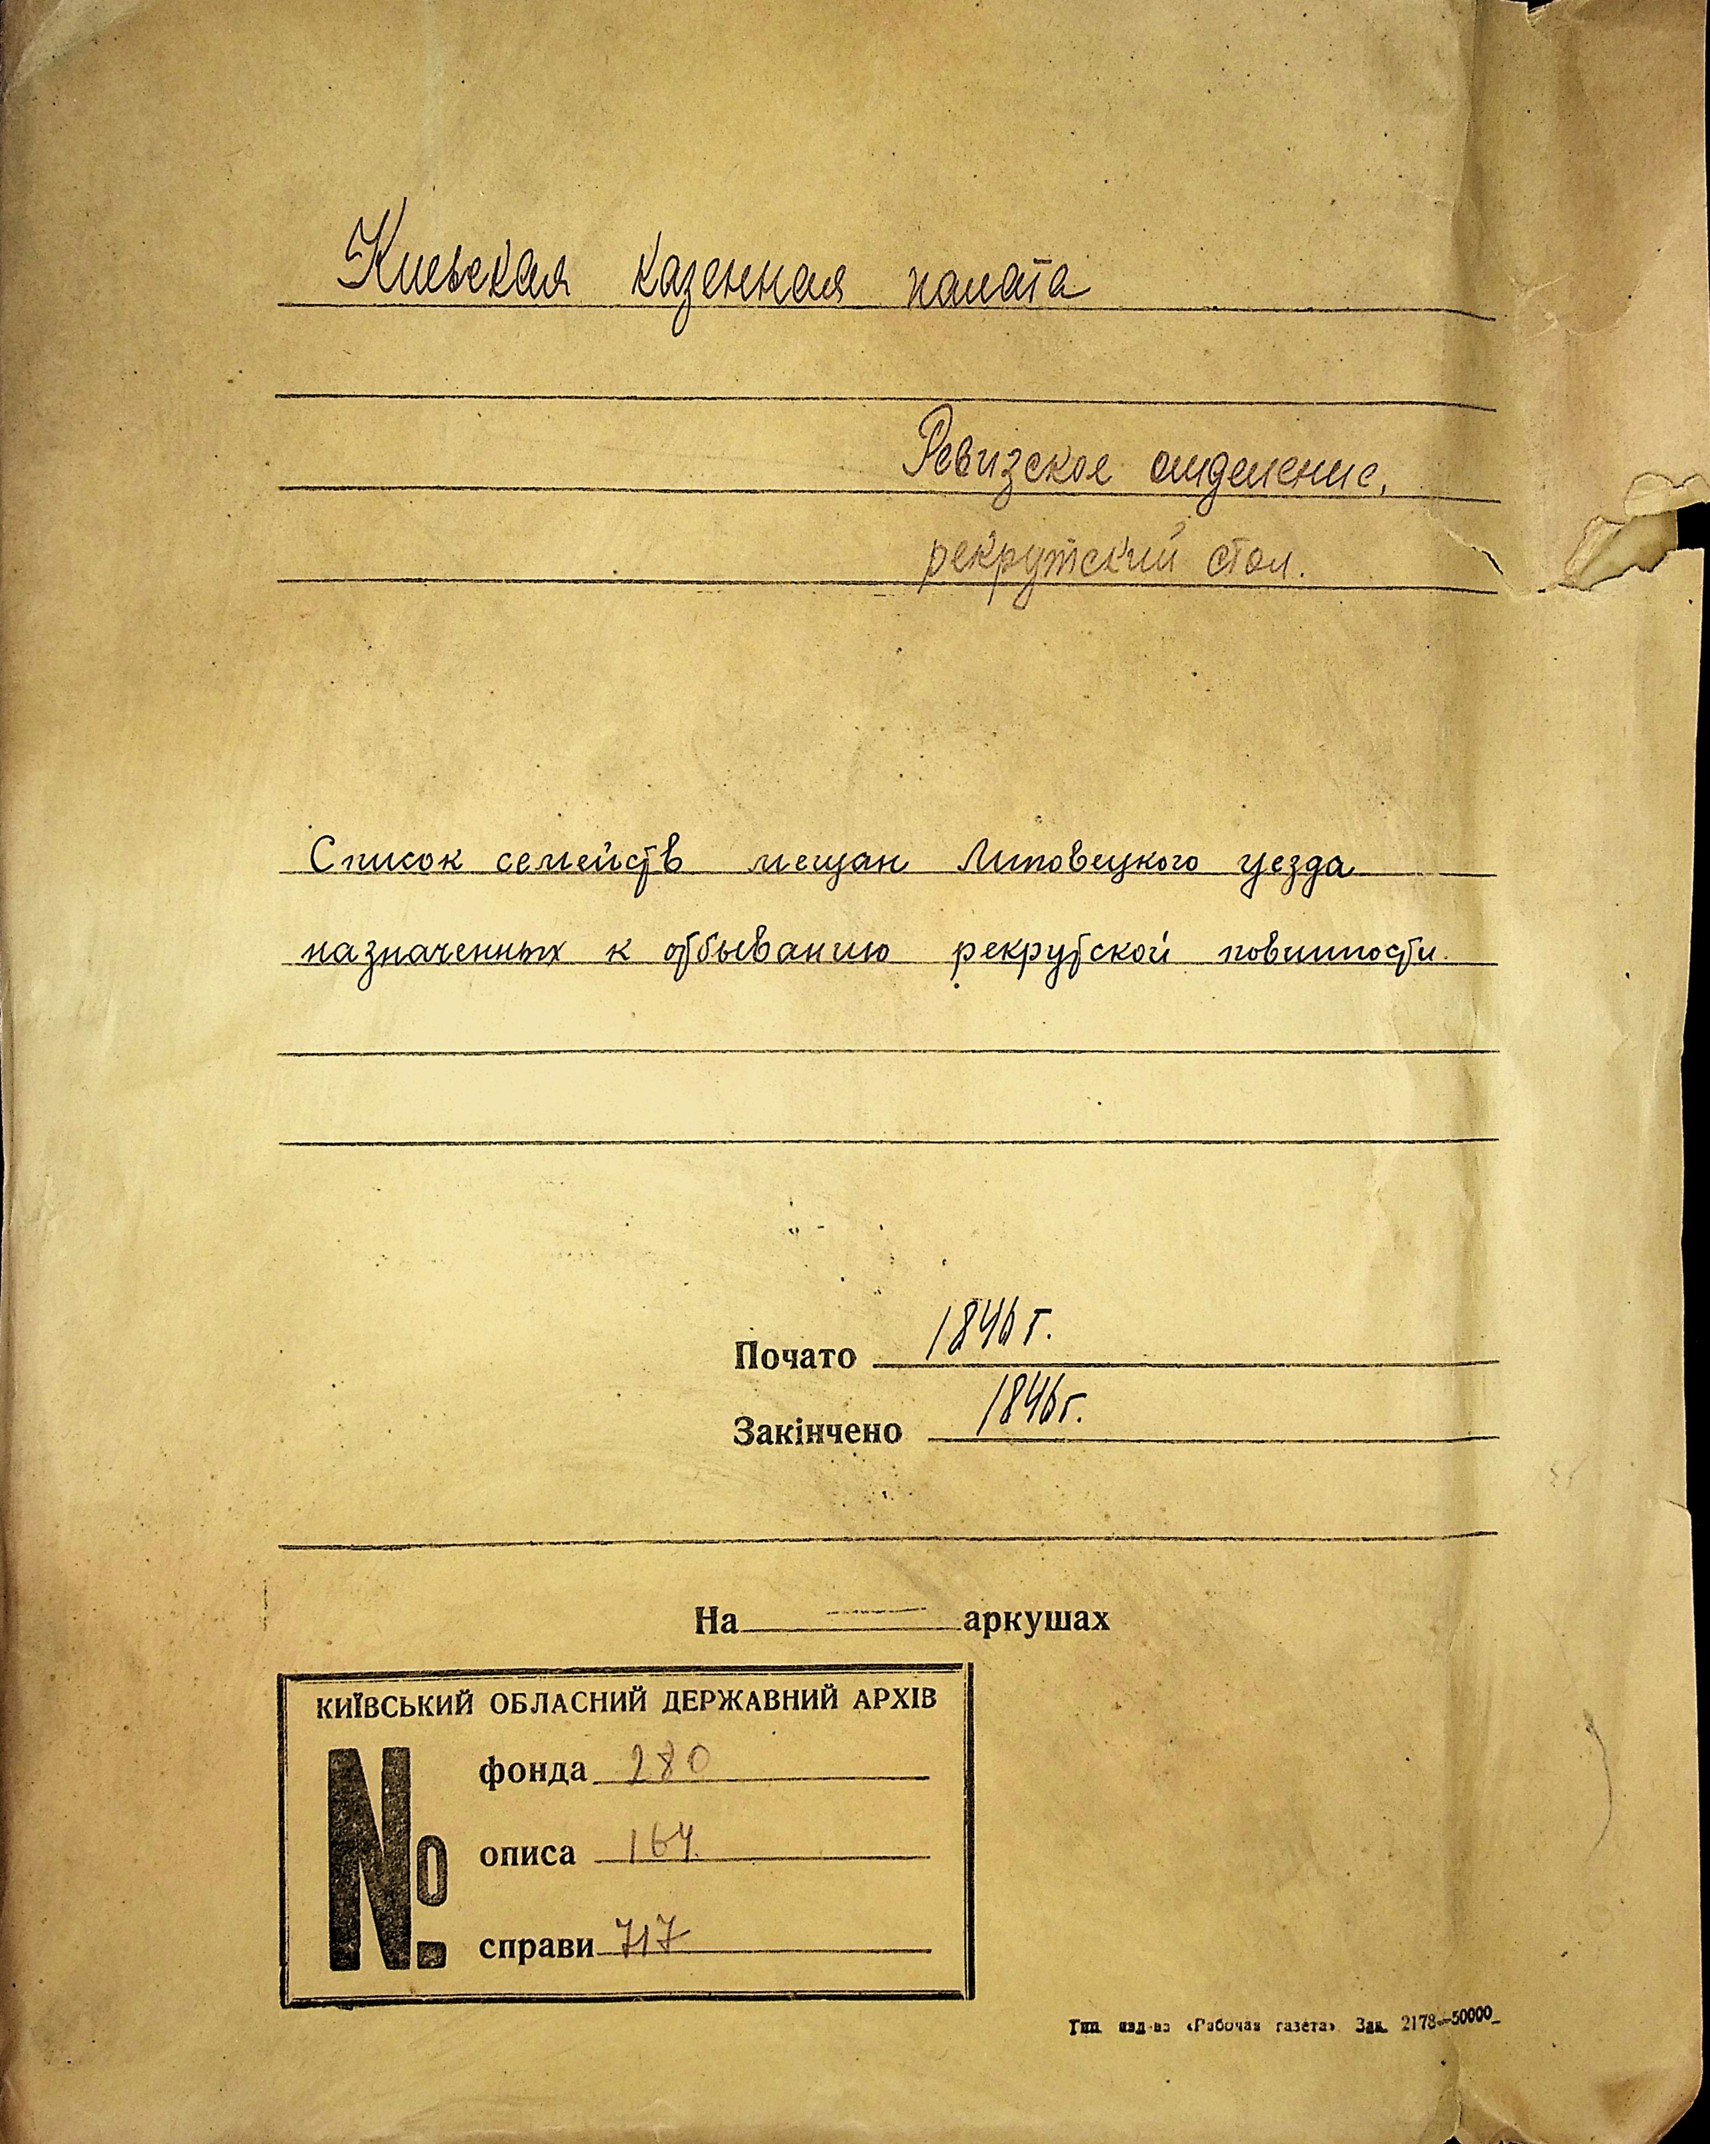 Киевская казенная палата
Ревизское отделение,
рекрутский стол.
Список семейств мещан Липовецкого уезда
назначенных к отбыванию рекрутской повинности.
Почато 1846 г.
Закінчено 1846 г.
На аркушах
КИЇВСЬКИЙ ОБЛАСНИЙ ДЕРЖАВНИЙ АРХІВ
№
фонда 280
описа 164
справи 717
Тип. изд-ва «Рабочая газета» Зак. 2178—50000